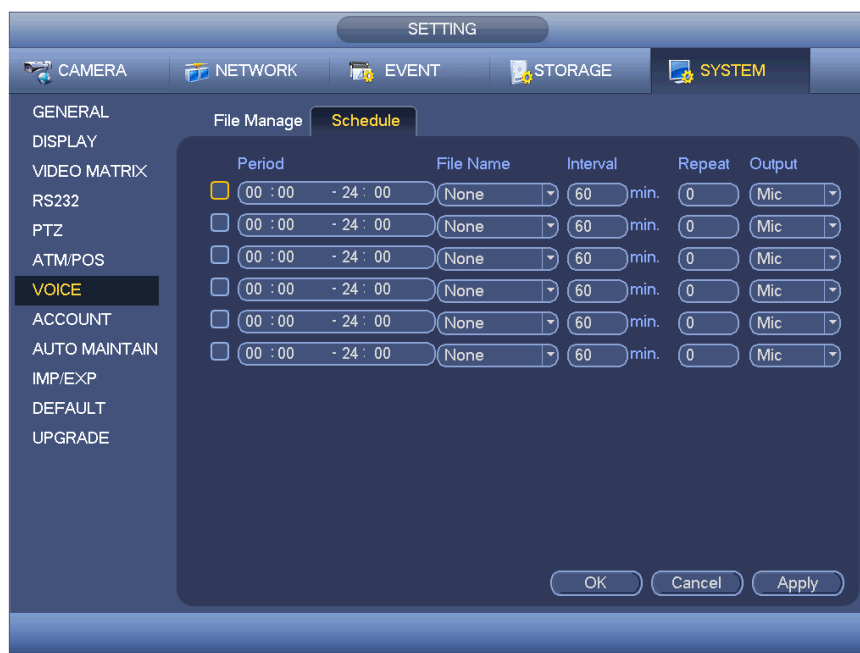 SETTING
CAMERA NETWORK EVENT STORAGE SYSTEM
GENERAL
DISPLAY
VIDEO MATRIX
RS232
PTZ
ATM/POS
VOICE
ACCOUNT
AUTO MAINTAIN
IMP/EXP
DEFAULT
UPGRADE
File Manage Schedule
Period File Name Interval Repeat Output
00 :00 - 24 : 00 None 60 min. 0 Mic
00 :00 - 24 : 00 None 60 min. 0 Mic
00 :00 - 24 : 00 None 60 min. 0 Mic
00 :00 - 24 : 00 None 60 min. 0 Mic
00 :00 - 24 : 00 None 60 min. 0 Mic
00 :00 - 24 : 00 None 60 min. 0 Mic
OK Cancel Apply